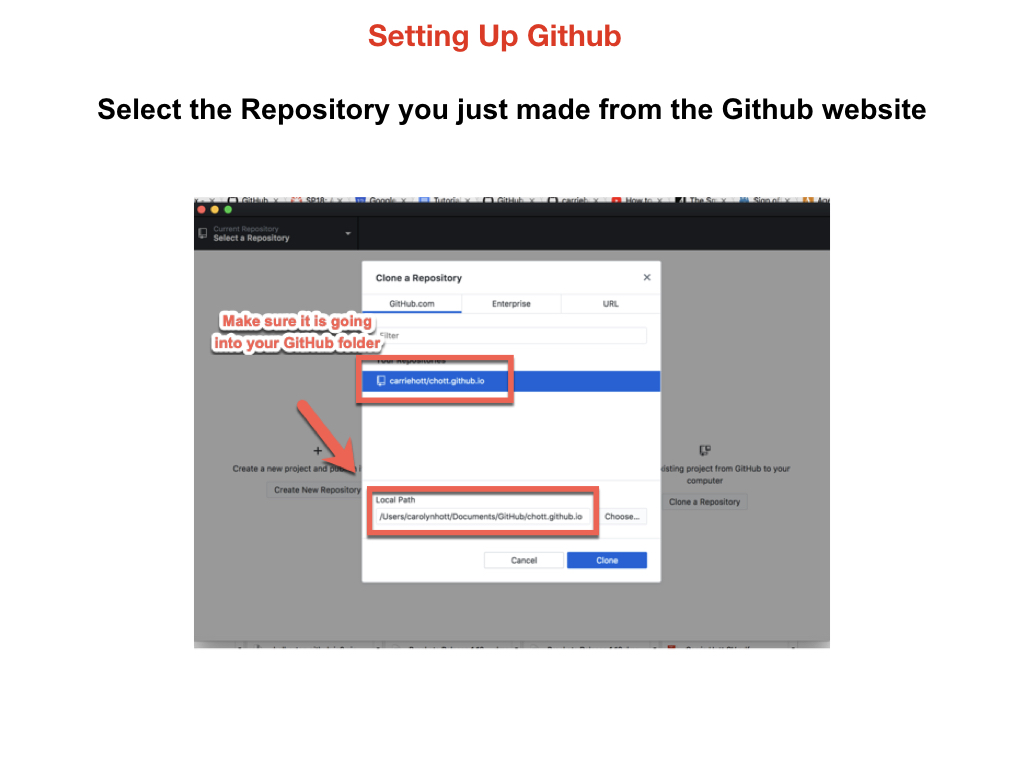 Setting Up Github
Select the Repository you just made from the Github website
GitHub
SP18:
Google
Tutoria
GitHub
carrieh
How to
The So
Sign of
Age
Current Repository
Select a Repository
Clone a Repository
GitHub.com
Enterprise
URL
Make sure it is going
into your GitHub folder
Filter
Your Repositories
carriehott/chott.github.io
Create a new project and publish i
Create New Repository
isting project from GitHub to your
computer
Clone a Repository
Local Path
/Users/carolynhott/Documents/GitHub/chott.github.io
Choose...
Cancel
Clone